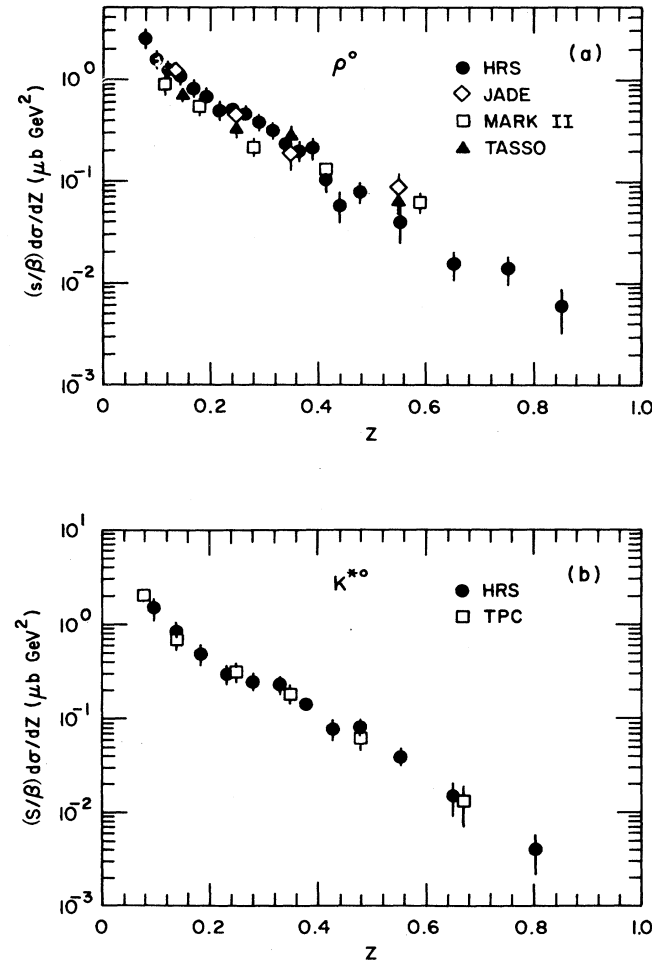 ρ° (a)
● HRS
◇ JADE
□ MARK II
▲ TASSO
(s/β) dσ/dZ (μb GeV²)
10⁰
10⁻¹
10⁻²
10⁻³
0 0.2 0.4 0.6 0.8 1.0
Z
K*° (b)
● HRS
□ TPC
(S/β) dσ/dZ (μb GeV²)
10¹
10⁰
10⁻¹
10⁻²
10⁻³
0 0.2 0.4 0.6 0.8 1.0
Z